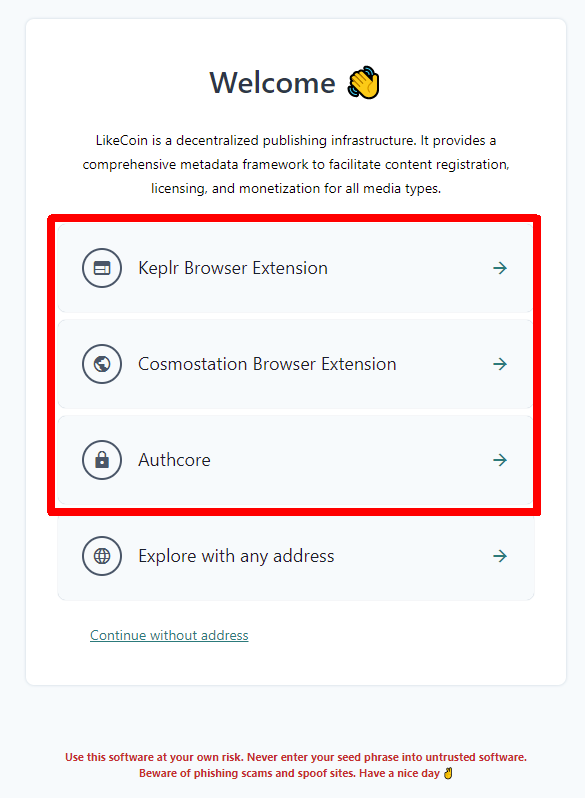 Welcome 👋
LikeCoin is a decentralized publishing infrastructure. It provides a
comprehensive metadata framework to facilitate content registration,
licensing, and monetization for all media types.
Keplr Browser Extension
Cosmostation Browser Extension
Authcore
Explore with any address
Continue without address
Use this software at your own risk. Never enter your seed phrase into untrusted software.
Beware of phishing scams and spoof sites. Have a nice day ✌